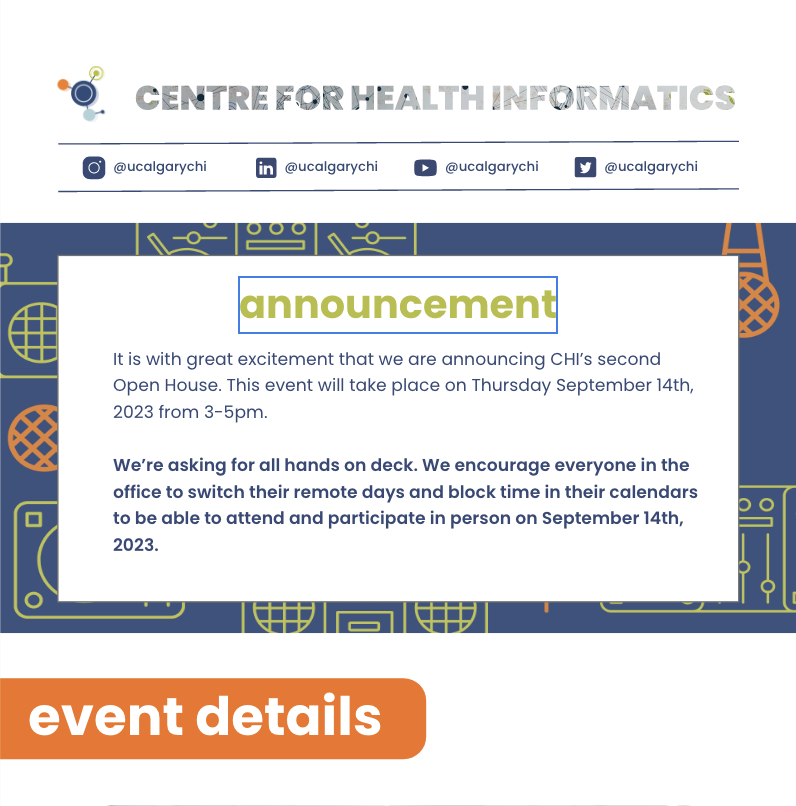 CENTRE FOR HEALTH INFORMATICS
@ucalgarychi @ucalgarychi @ucalgarychi @ucalgarychi
announcement
It is with great excitement that we are announcing CHI’s second
Open House. This event will take place on Thursday September 14th,
2023 from 3-5pm.
We’re asking for all hands on deck. We encourage everyone in the
office to switch their remote days and block time in their calendars
to be able to attend and participate in person on September 14th,
2023.
event details